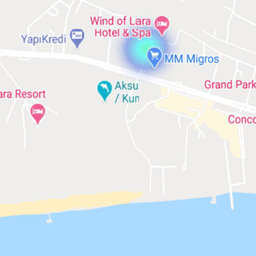 Wind of Lara
Hotel & Spa
YapıKredi
MM Migros
Grand Park
Aksu
/ Kun
ara Resort
Conco